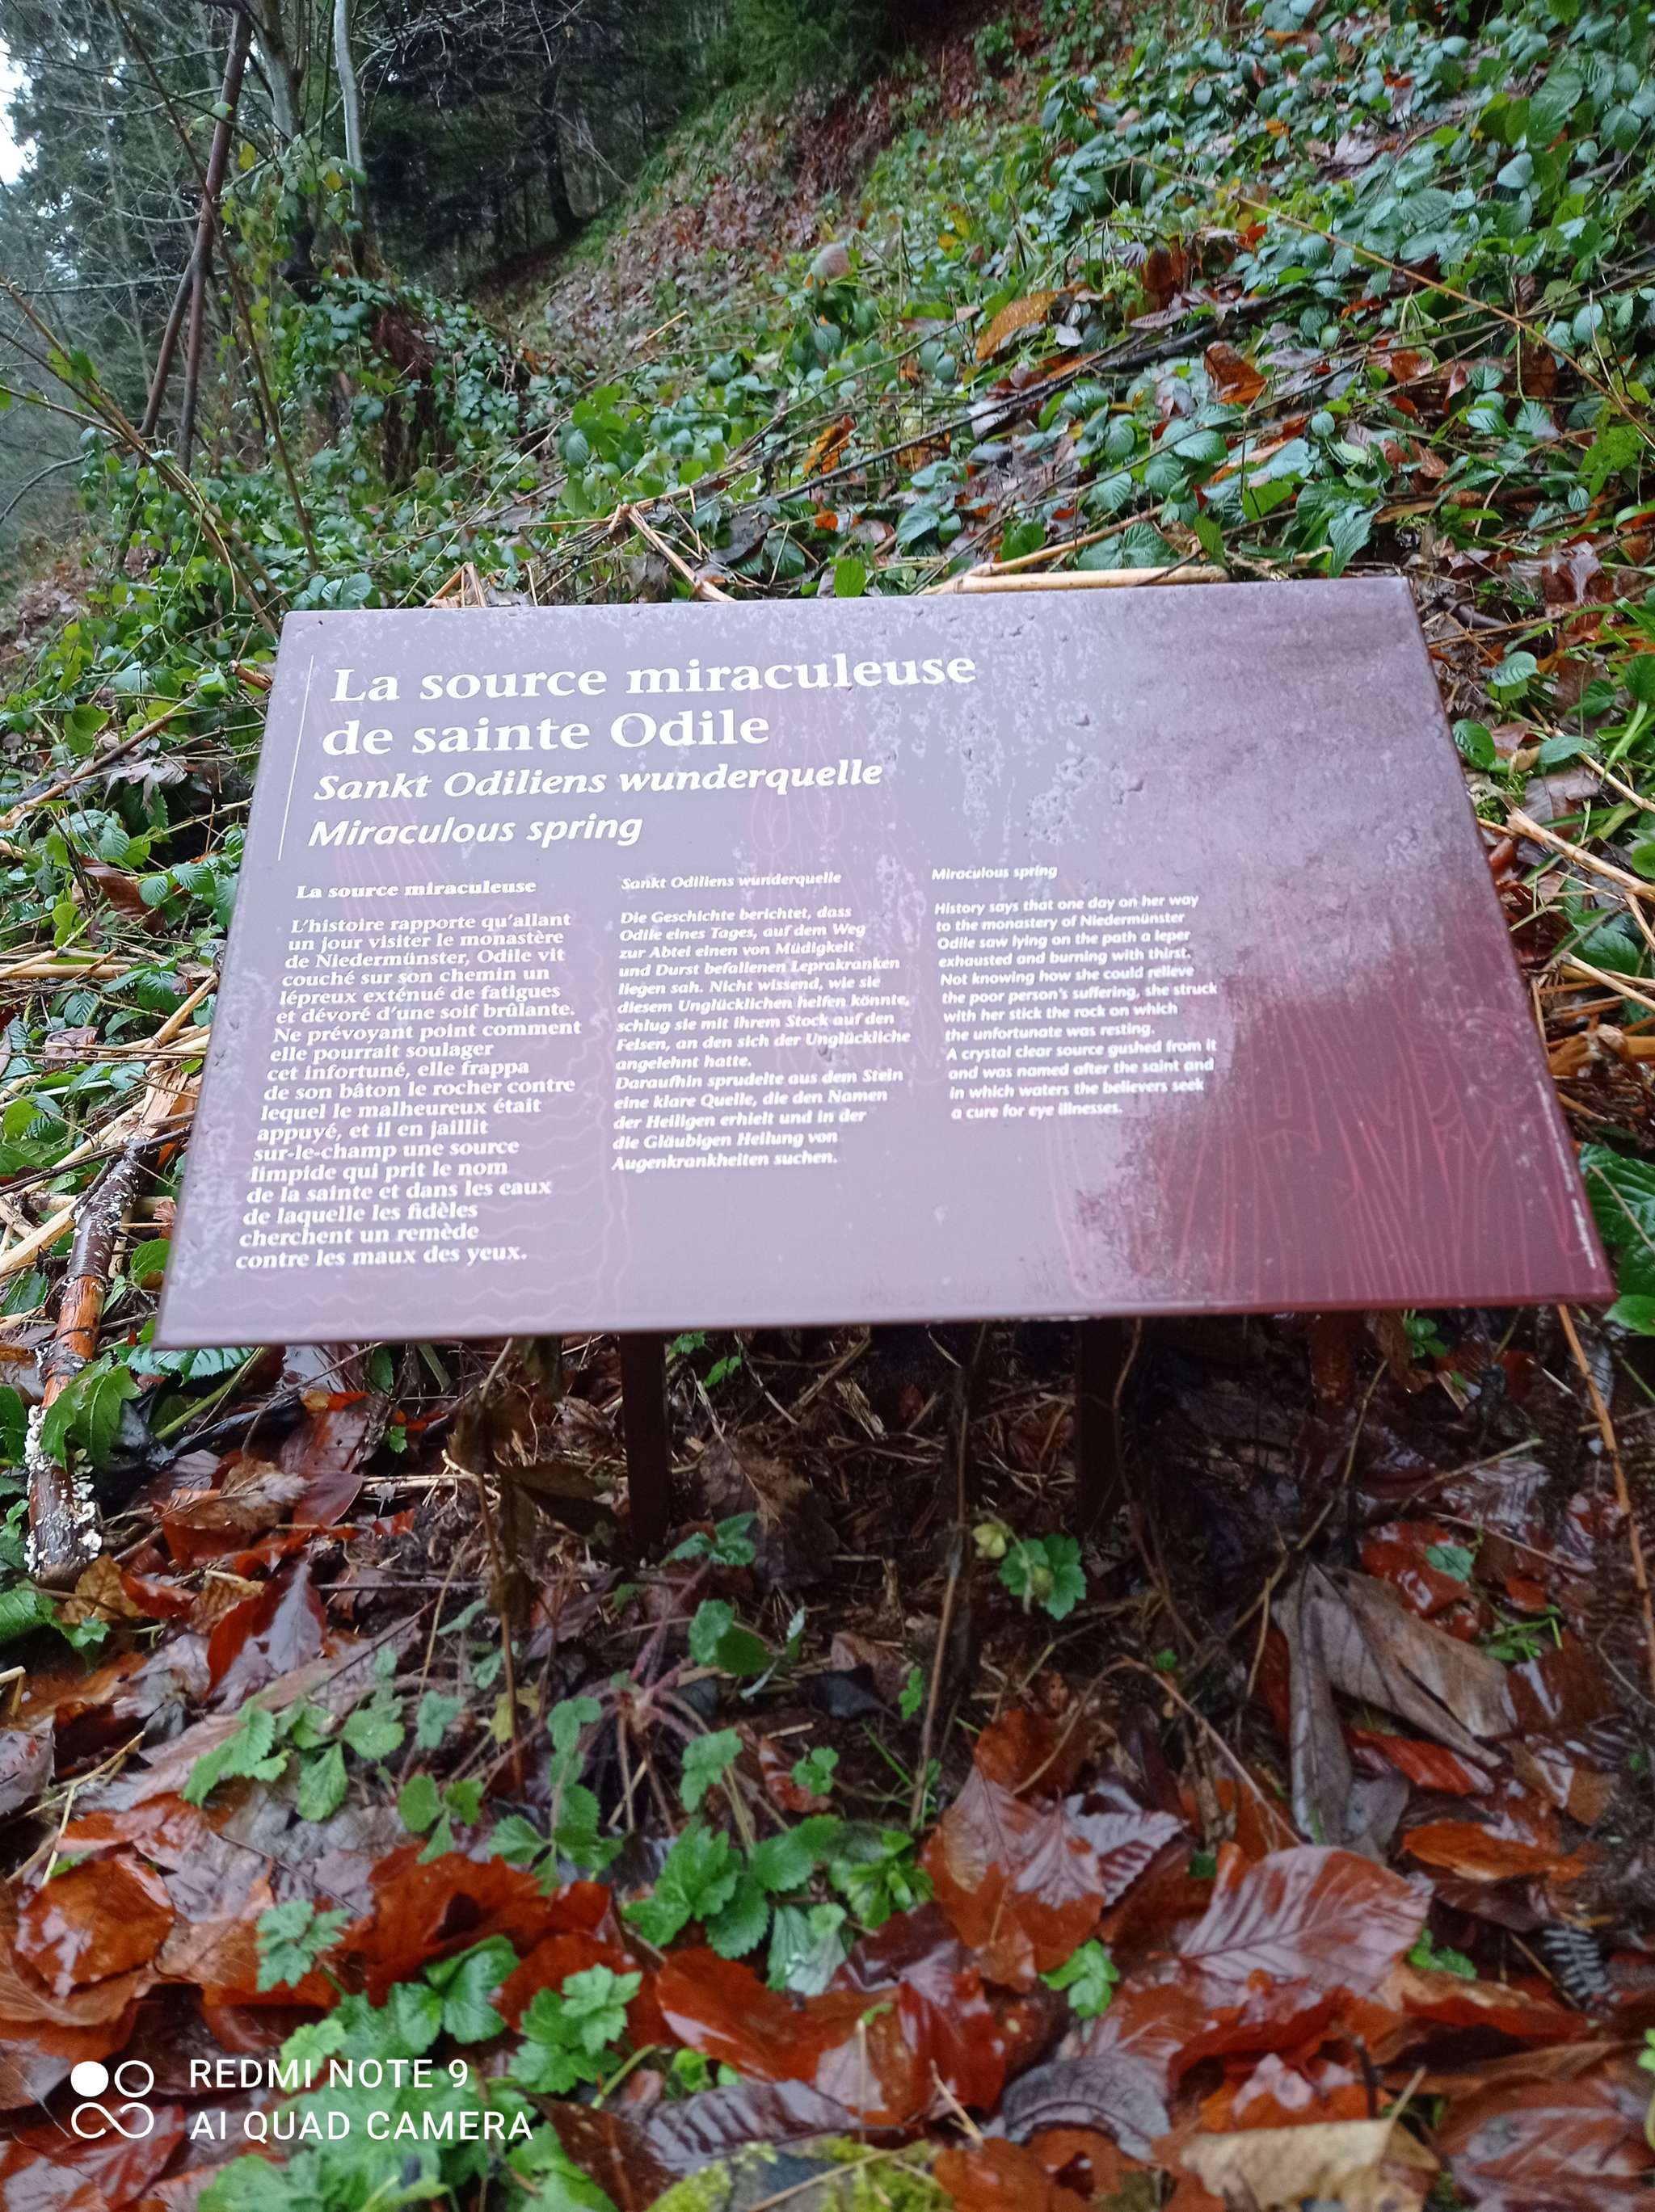 La source miraculeuse
de sainte Odile
Sankt Odiliens wunderquelle
Miraculous spring
La source miraculeuse
L'histoire rapporte qu'allant
un jour visiter le monastère
de Niedermünster, Odile vit
couché sur son chemin un
lépreux exténué de fatigues
et dévoré d'une soif brûlante.
Ne prévoyant point comment
elle pourrait soulager
cet infortuné, elle frappa
de son bâton le rocher contre
lequel le malheureux était
appuyé, et il en jaillit
sur-le-champ une source
limpide qui prit le nom
de la sainte et dans les eaux
de laquelle les fidèles
cherchent un remède
contre les maux des yeux.
Sankt Odiliens wunderquelle
Die Geschichte berichtet, dass
Odile eines Tages, auf dem Weg
zur Abtei einen von Müdigkeit
und Durst befallenen Leprakranken
liegen sah. Nicht wissend, wie sie
diesem Unglücklichen helfen könnte,
schlug sie mit ihrem Stock auf den
Felsen, an den sich der Unglückliche
angelehnt hatte.
Daraufhin sprudelte aus dem Stein
eine klare Quelle, die den Namen
der Heiligen erhielt und in der
die Gläubigen Heilung von
Augenkrankheiten suchen.
Miraculous spring
History says that one day on her way
to the monastery of Niedermünster
Odile saw lying on the path a leper
exhausted and burning with thirst.
Not knowing how she could relieve
the poor person's suffering, she struck
with her stick the rock on which
the unfortunate was resting.
A crystal clear source gushed from it
and was named after the saint and
in which waters the believers seek
a cure for eye illnesses.
REDMI NOTE 9
AI QUAD CAMERA